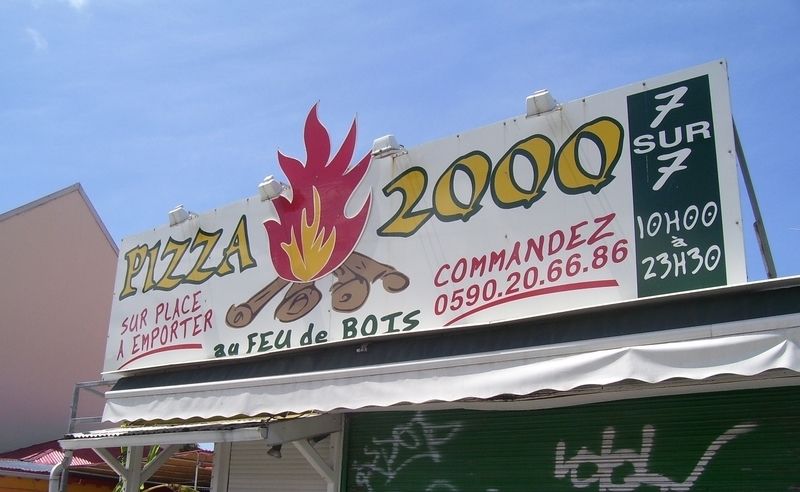 PIZZA 2000
SUR PLACE
A EMPORTER
au FEU de BOIS
COMMANDEZ
0590.20.66.86
7
SUR
7
10H00
à
23H30